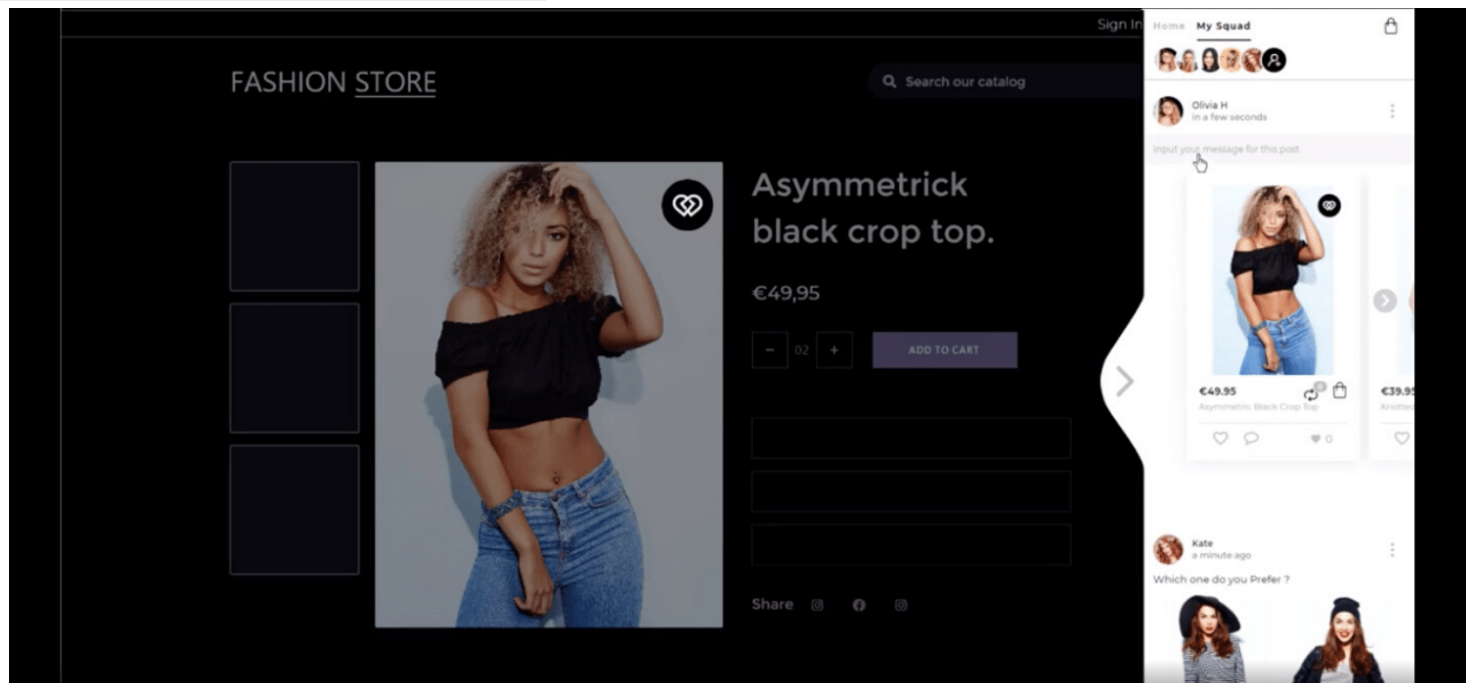 Sign In
FASHION STORE
Search our catalog
Asymmetrick
black crop top.
€49,95
02
ADD TO CART
Share
Home My Squad
Olivia H
in a few seconds
Input your message for this post
€49.95
Asymmetric Black Crop Top
0
€39.95
Knotted
Kate
a minute ago
Which one do you Prefer ?